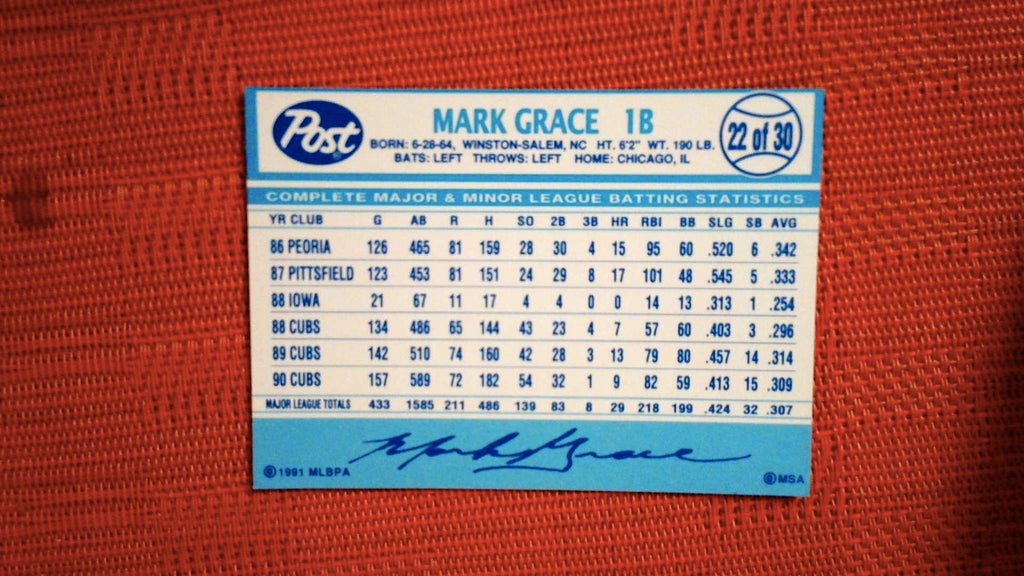 Post®
MARK GRACE 1B
22 of 30
BORN: 6-28-64, WINSTON-SALEM, NC HT. 6'2" WT. 190 LB.
BATS: LEFT THROWS: LEFT HOME: CHICAGO, IL
COMPLETE MAJOR & MINOR LEAGUE BATTING STATISTICS
YR CLUB G AB R H SO 2B 3B HR RBI BB SLG SB AVG
86 PEORIA 126 465 81 159 28 30 4 15 95 60 .520 6 .342
87 PITTSFIELD 123 453 81 151 24 29 8 17 101 48 .545 5 .333
88 IOWA 21 67 11 17 4 4 0 0 14 13 .313 1 .254
88 CUBS 134 486 65 144 43 23 4 7 57 60 .403 3 .296
89 CUBS 142 510 74 160 42 28 3 13 79 80 .457 14 .314
90 CUBS 157 589 72 182 54 32 1 9 82 59 .413 15 .309
MAJOR LEAGUE TOTALS 433 1585 211 486 139 83 8 29 218 199 .424 32 .307
Mark Grace
©1991 MLBPA
©MSA